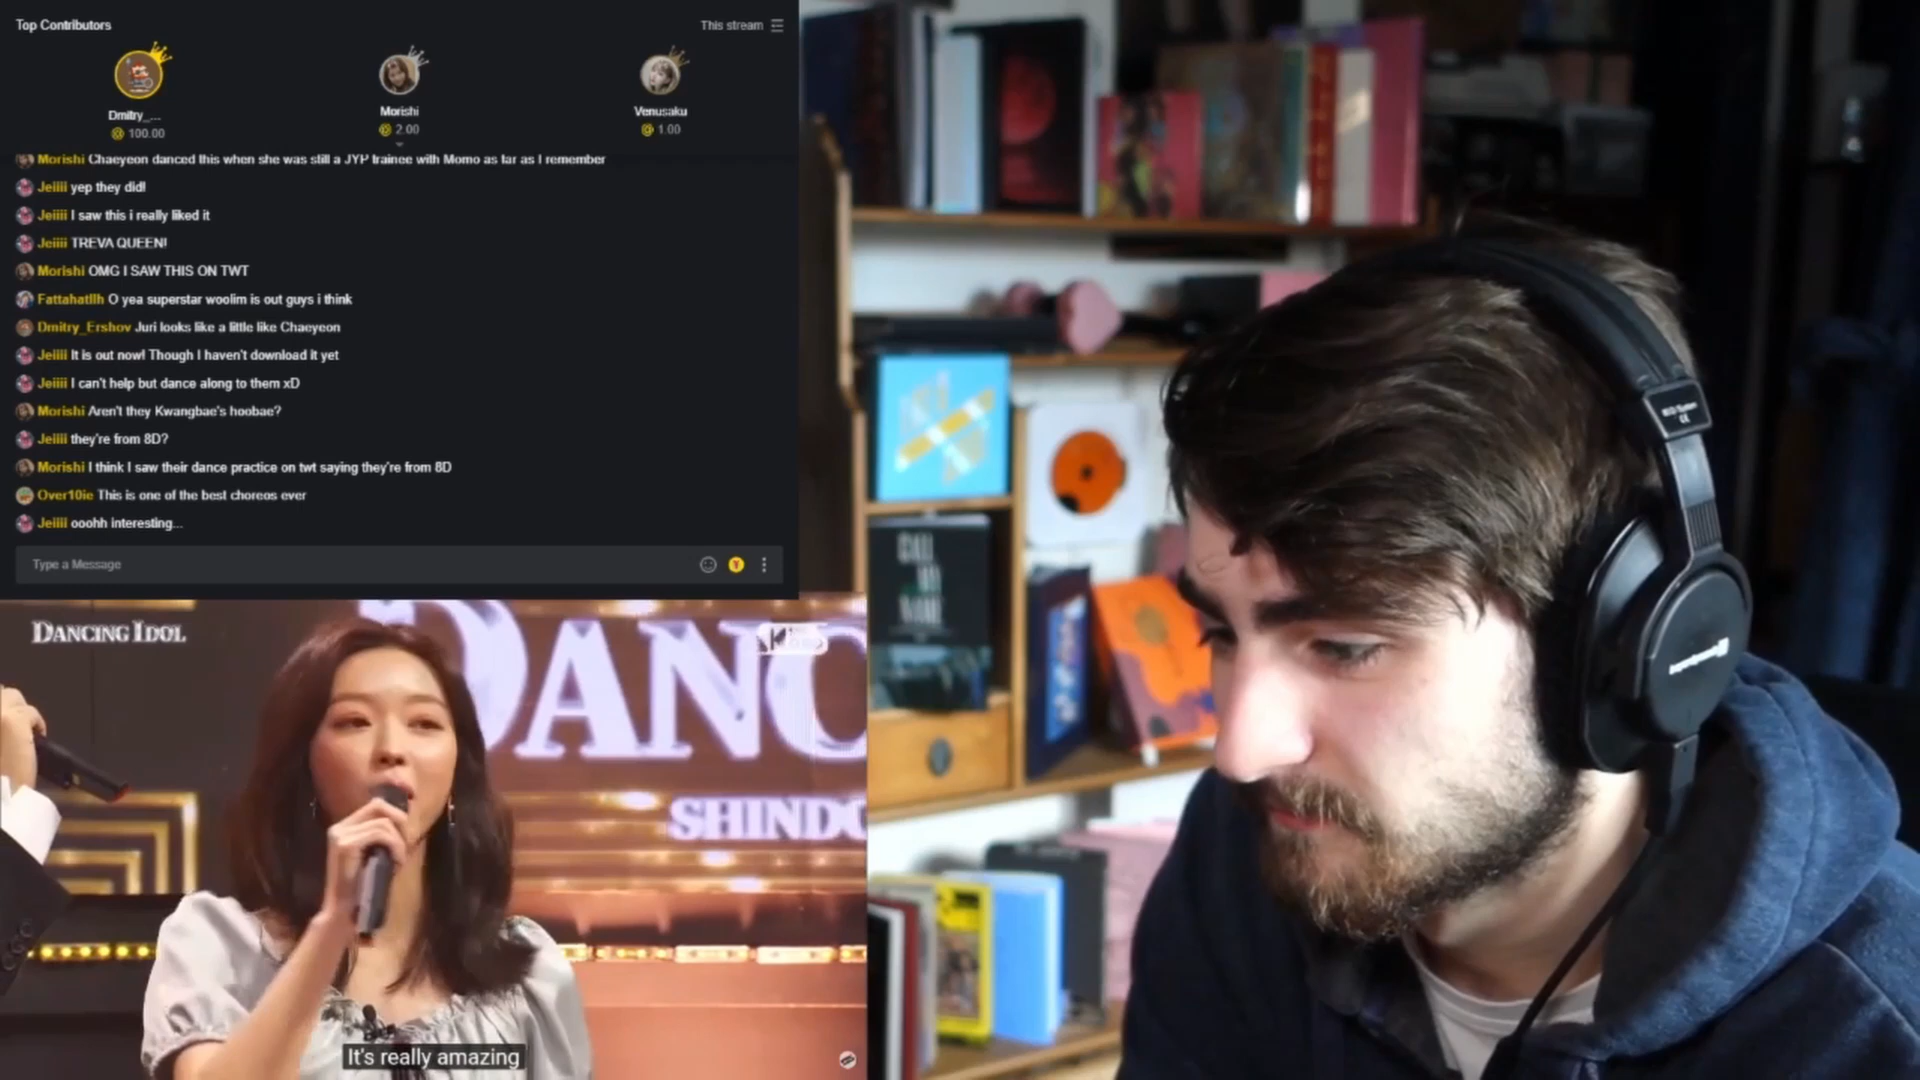 Top Contributors
This stream
Dmitry_...
100.00
Morishi
2.00
Venusaku
1.00
Morishi Chaeyeon danced this when she was still a JYP trainee with Momo as far as I remember
Jeiiii yep they did!
Jeiiii I saw this i really liked it
Jeiiii TREVA QUEEN!
Morishi OMG I SAW THIS ON TWT
Fattahatllh O yea superstar woolim is out guys i think
Dmitry_Ershov Juri looks like a little like Chaeyeon
Jeiiii It is out now! Though I haven't download it yet
Jeiiii I can't help but dance along to them xD
Morishi Aren't they Kwangbae's hoobae?
Jeiiii they're from 8D?
Morishi I think I saw their dance practice on twt saying they're from 8D
Over10ie This is one of the best choreos ever
Jeiiii ooohh interesting...
Type a Message
DANCING IDOL
DANC
SHINDO
It's really amazing
CALL
MY
NAME